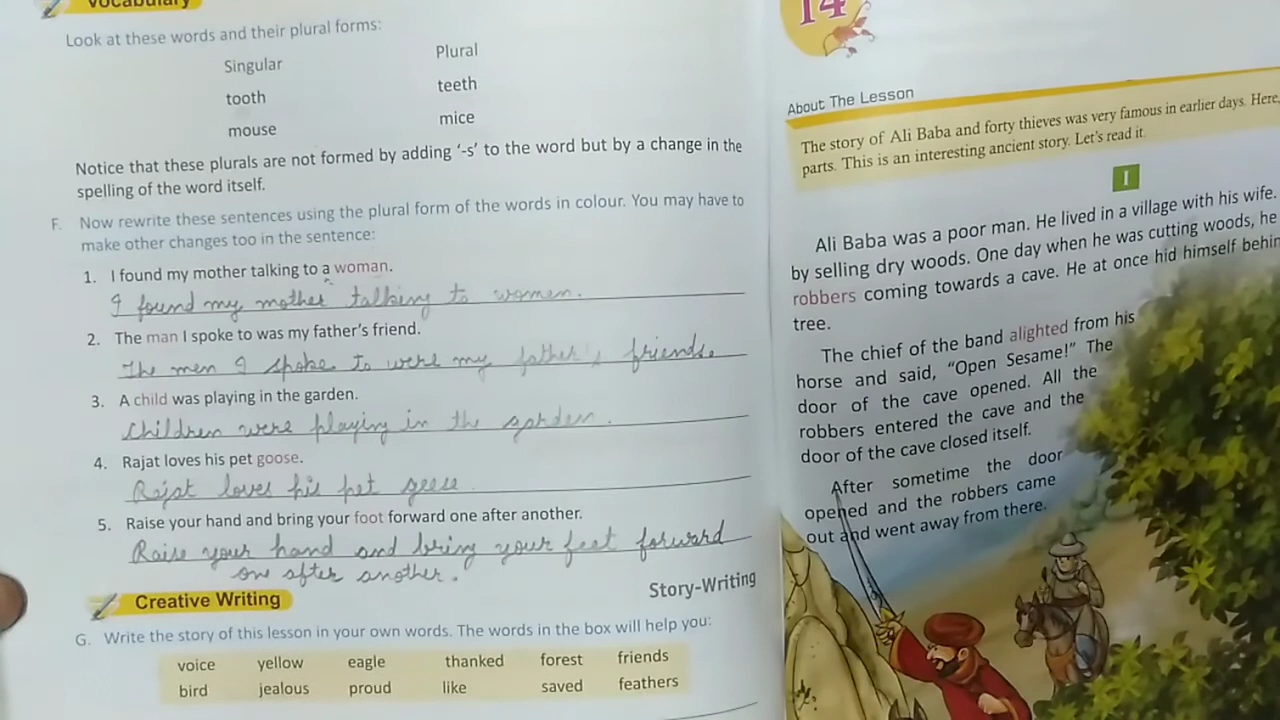 Vocabulary
Look at these words and their plural forms:
Singular Plural
tooth teeth
mouse mice
Notice that these plurals are not formed by adding '-s' to the word but by a change in the
spelling of the word itself.
F. Now rewrite these sentences using the plural form of the words in colour. You may have to
make other changes too in the sentence:
1. I found my mother talking to a woman.
I found my mother talking to women.
2. The man I spoke to was my father's friend.
The men I spoke to were my father's friends.
3. A child was playing in the garden.
Children were playing in the garden.
4. Rajat loves his pet goose.
Rajat loves his pet geese
5. Raise your hand and bring your foot forward one after another.
Raise your hand and bring your feet forward
one after another.
Creative Writing
Story-Writing
G. Write the story of this lesson in your own words. The words in the box will help you:
voice yellow eagle thanked forest friends
bird jealous proud like saved feathers
14
About The Lesson
The story of Ali Baba and forty thieves was very famous in earlier days. Here,
parts. This is an interesting ancient story. Let's read it.
I
Ali Baba was a poor man. He lived in a village with his wife.
by selling dry woods. One day when he was cutting woods, he
robbers coming towards a cave. He at once hid himself behin
tree.
The chief of the band alighted from his
horse and said, "Open Sesame!" The
door of the cave opened. All the
robbers entered the cave and the
door of the cave closed itself.
After sometime the door
opened and the robbers came
out and went away from there.